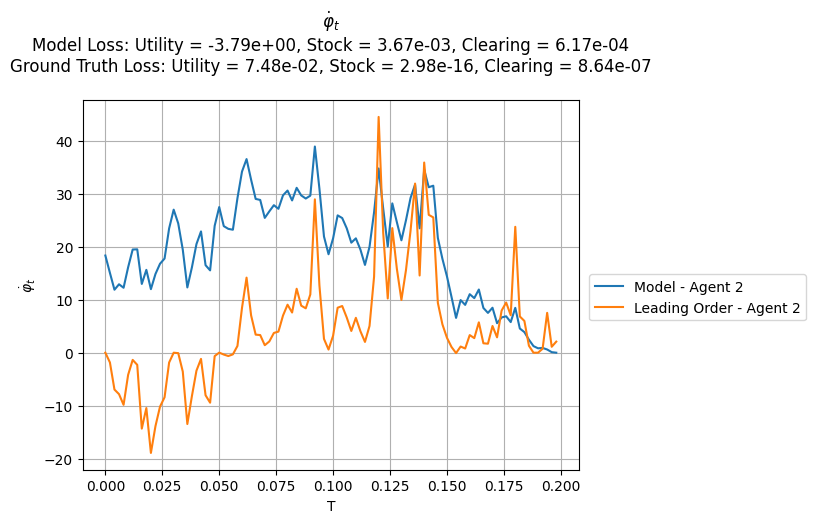 φ̇ₜ
Model Loss: Utility = -3.79e+00, Stock = 3.67e-03, Clearing = 6.17e-04
Ground Truth Loss: Utility = 7.48e-02, Stock = 2.98e-16, Clearing = 8.64e-07
40
30
20
10
0
−10
−20
φ̇ₜ
0.000 0.025 0.050 0.075 0.100 0.125 0.150 0.175 0.200
T
Model - Agent 2
Leading Order - Agent 2